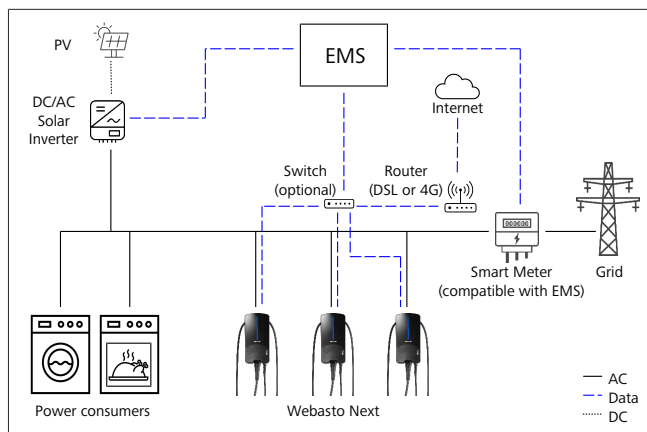 PV
EMS
DC/AC
Solar
Inverter
Internet
Switch
(optional)
Router
(DSL or 4G)
Smart Meter
(compatible with EMS)
Grid
Power consumers
Webasto Next
AC
Data
DC